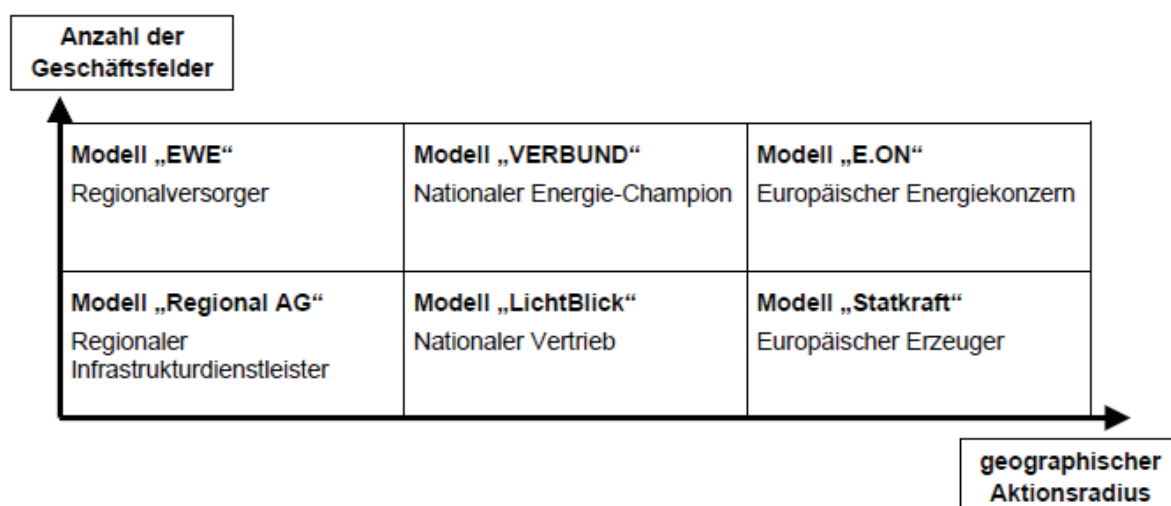 Anzahl der
Geschäftsfelder
Modell „EWE“
Regionalversorger
Modell „VERBUND“
Nationaler Energie-Champion
Modell „E.ON“
Europäischer Energiekonzern
Modell „Regional AG“
Regionaler
Infrastrukturdienstleister
Modell „LichtBlick“
Nationaler Vertrieb
Modell „Statkraft“
Europäischer Erzeuger
geographischer
Aktionsradius